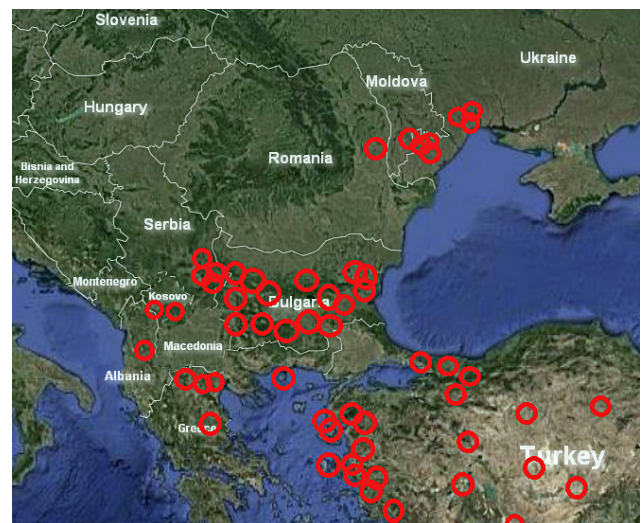 Slovenia
Ukraine
Moldova
Hungary
Romania
Bisnia and
Herzegovina
Serbia
Montenegro
Kosovo
Bulgaria
Macedonia
Albania
Greece
Turkey